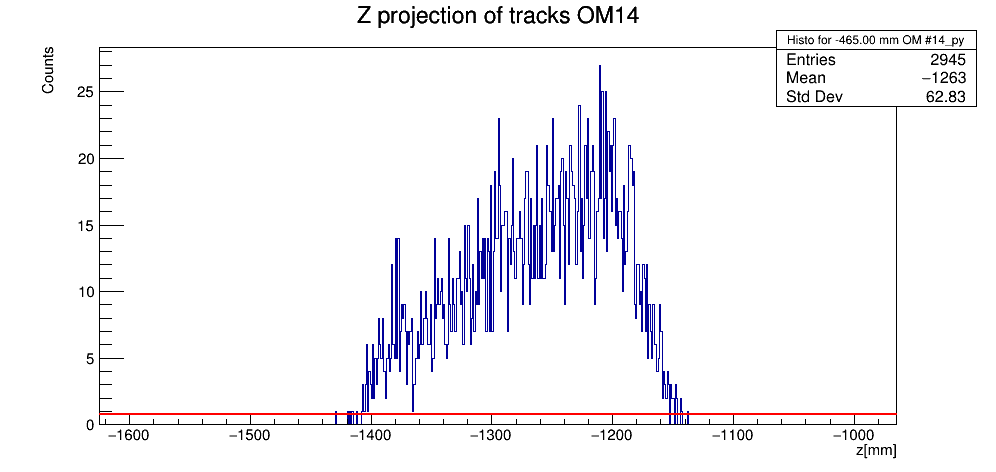 Z projection of tracks OM14
Histo for -465.00 mm OM #14_py
Entries 2945
Mean −1263
Std Dev 62.83
Counts
25
20
15
10
5
0
−1600 −1500 −1400 −1300 −1200 −1100 −1000
z[mm]